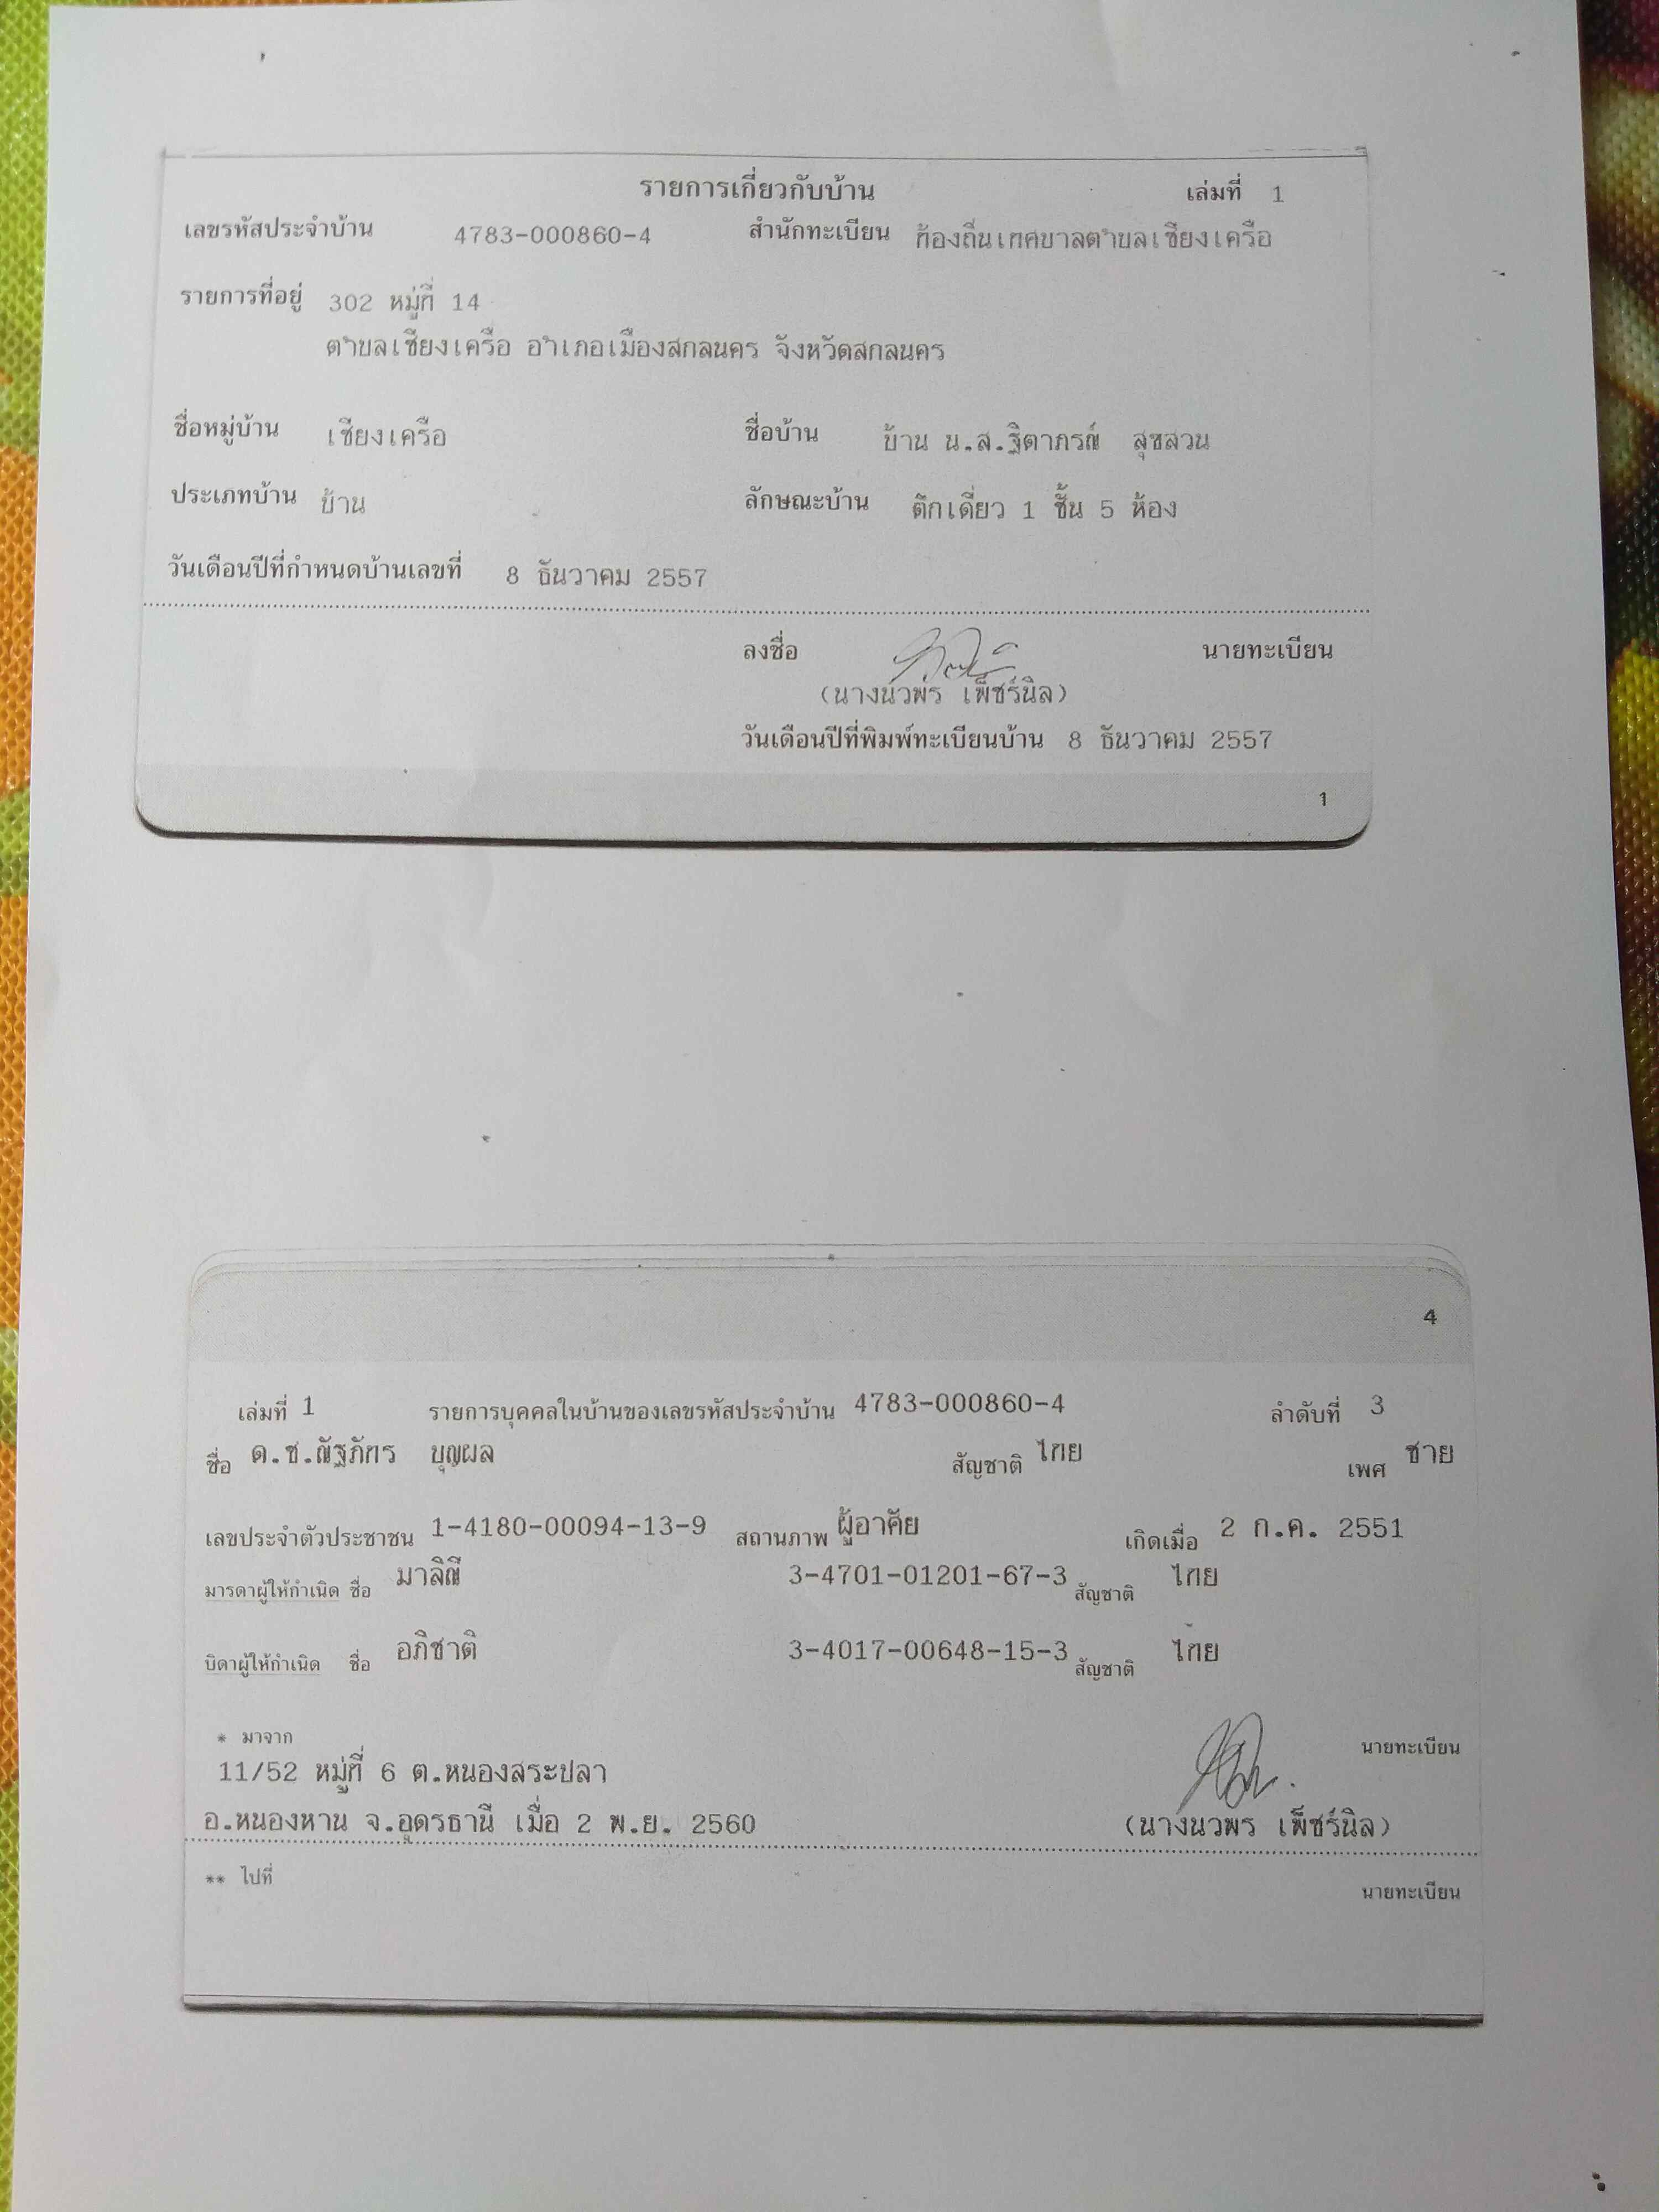 รายการเกี่ยวกับบ้าน เล่มที่ 1
เลขรหัสประจำบ้าน 4783-000860-4 สำนักทะเบียน ท้องถิ่นเทศบาลตำบลเชียงเครือ
รายการที่อยู่ 302 หมู่ที่ 14
ตำบลเชียงเครือ อำเภอเมืองสกลนคร จังหวัดสกลนคร
ชื่อหมู่บ้าน เชียงเครือ ชื่อบ้าน บ้าน น.ส.ฐิตาภรณ์ สุขสวน
ประเภทบ้าน บ้าน ลักษณะบ้าน ตึกเดี่ยว 1 ชั้น 5 ห้อง
วันเดือนปีที่กำหนดบ้านเลขที่ 8 ธันวาคม 2557
ลงชื่อ นายทะเบียน
(นางนวพร เพ็ชร์นิล)
วันเดือนปีที่พิมพ์ทะเบียนบ้าน 8 ธันวาคม 2557
1
4
เล่มที่ 1 รายการบุคคลในบ้านของเลขรหัสประจำบ้าน 4783-000860-4 ลำดับที่ 3
ชื่อ ด.ช.ณัฐภัทร บุญผล สัญชาติ ไทย เพศ ชาย
เลขประจำตัวประชาชน 1-4180-00094-13-9 สถานภาพ ผู้อาศัย เกิดเมื่อ 2 ก.ค. 2551
มารดาผู้ให้กำเนิด ชื่อ มาลิณี 3-4701-01201-67-3 สัญชาติ ไทย
บิดาผู้ให้กำเนิด ชื่อ อภิชาติ 3-4017-00648-15-3 สัญชาติ ไทย
* มาจาก นายทะเบียน
11/52 หมู่ที่ 6 ต.หนองสระปลา
อ.หนองหาน จ.อุดรธานี เมื่อ 2 พ.ย. 2560 (นางนวพร เพ็ชร์นิล)
** ไปที่ นายทะเบียน